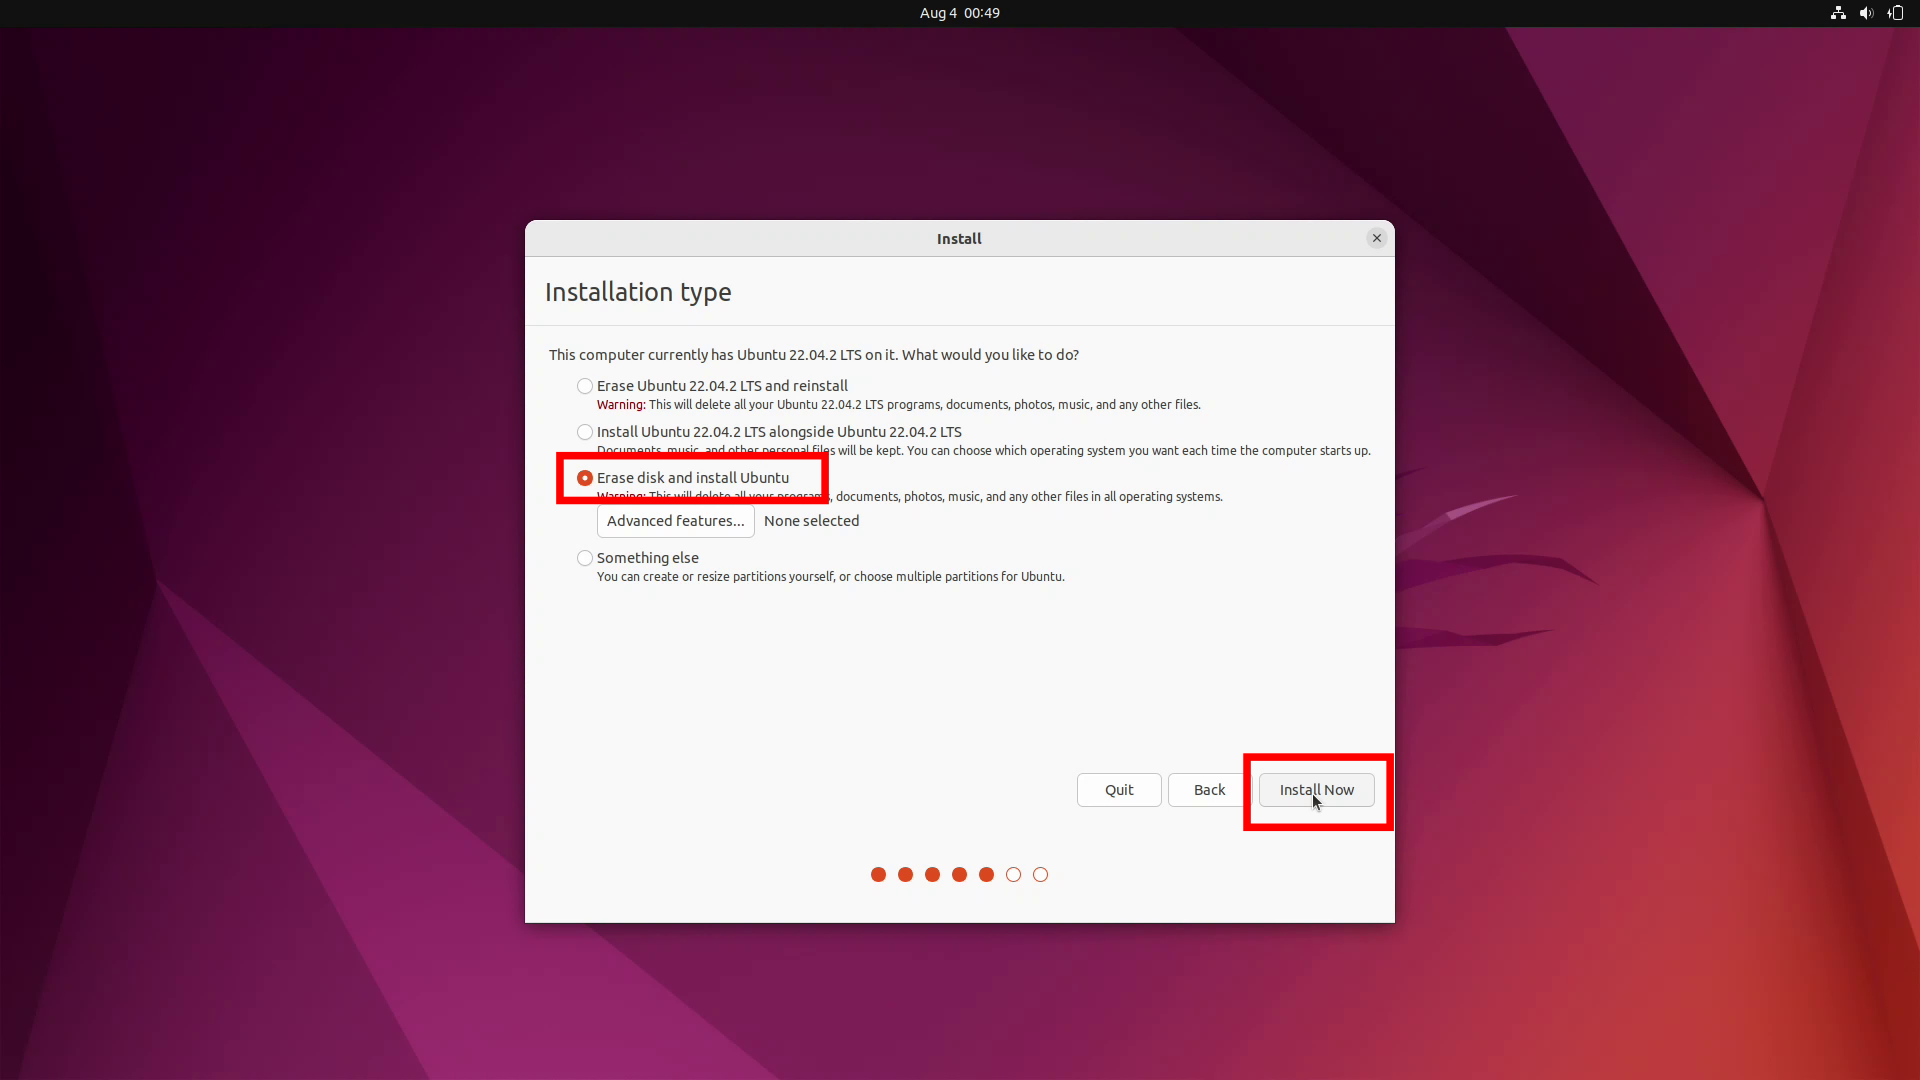 Aug 4 00:49
Install
Installation type
This computer currently has Ubuntu 22.04.2 LTS on it. What would you like to do?
Erase Ubuntu 22.04.2 LTS and reinstall
Warning: This will delete all your Ubuntu 22.04.2 LTS programs, documents, photos, music, and any other files.
Install Ubuntu 22.04.2 LTS alongside Ubuntu 22.04.2 LTS
Documents, music, and other personal files will be kept. You can choose which operating system you want each time the computer starts up.
Erase disk and install Ubuntu
Warning: This will delete all your programs, documents, photos, music, and any other files in all operating systems.
Advanced features... None selected
Something else
You can create or resize partitions yourself, or choose multiple partitions for Ubuntu.
Quit Back Install Now